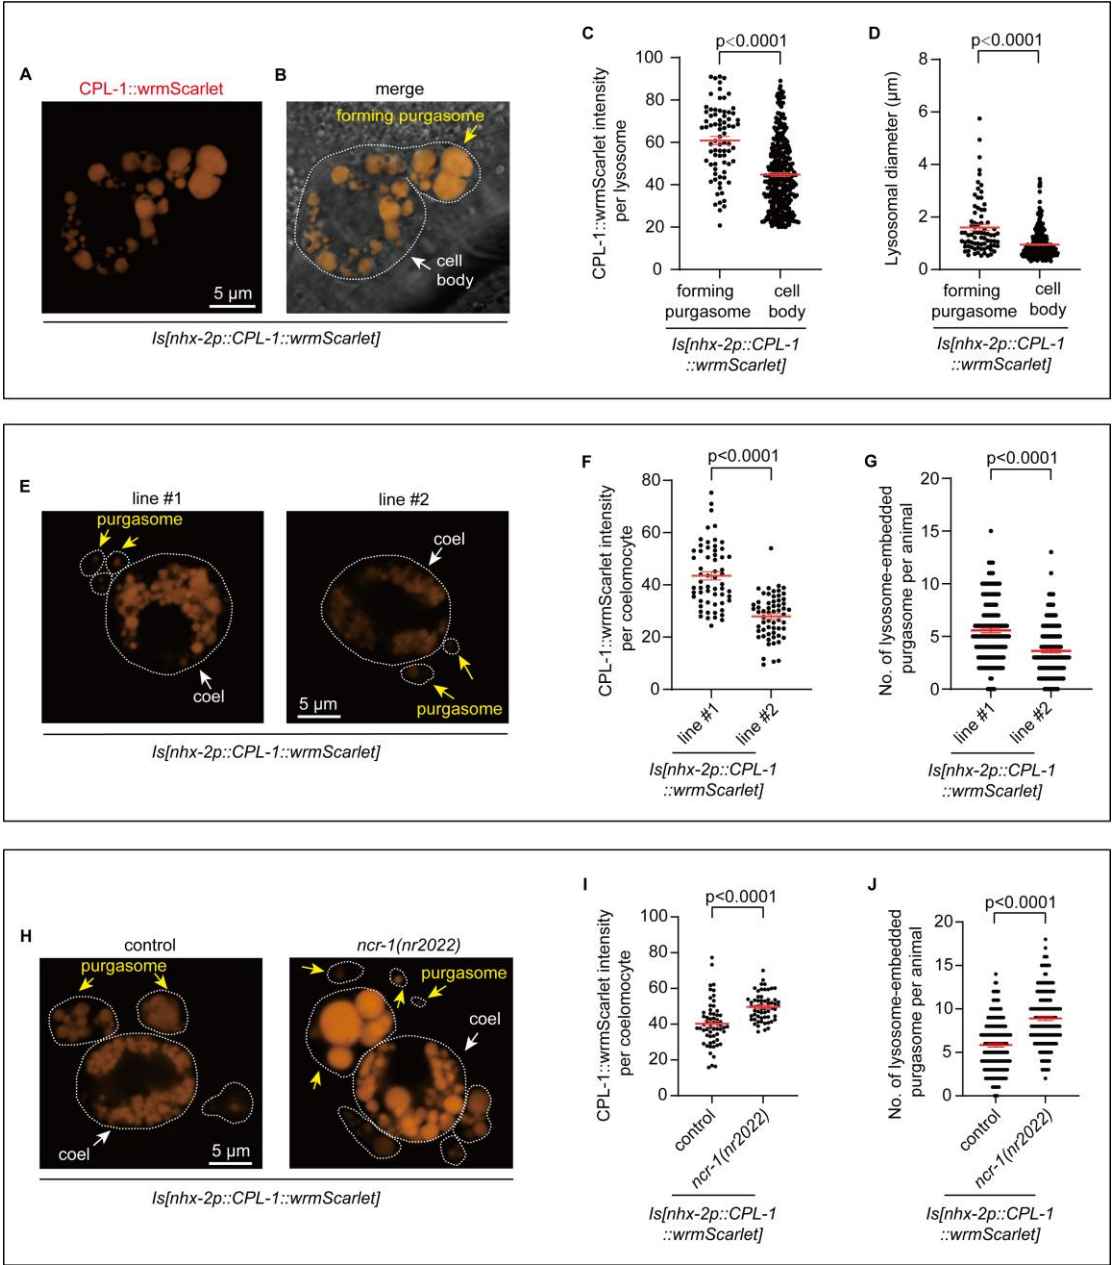 A
CPL-1::wrmScarlet
5 µm
B
merge
forming purgasome
cell
body
Is[nhx-2p::CPL-1::wrmScarlet]
C
p<0.0001
CPL-1::wrmScarlet intensity
per lysosome
100
80
60
40
20
0
forming
purgasome
cell
body
Is[nhx-2p::CPL-1
::wrmScarlet]
D
p<0.0001
Lysosomal diameter (µm)
8
6
4
2
0
forming
purgasome
cell
body
Is[nhx-2p::CPL-1
::wrmScarlet]
E
line #1
purgasome
coel
line #2
coel
purgasome
5 µm
Is[nhx-2p::CPL-1::wrmScarlet]
F
p<0.0001
CPL-1::wrmScarlet intensity
per coelomocyte
80
60
40
20
0
line #1
line #2
Is[nhx-2p::CPL-1
::wrmScarlet]
G
p<0.0001
No. of lysosome-embedded
purgasome per animal
20
15
10
5
0
line #1
line #2
Is[nhx-2p::CPL-1
::wrmScarlet]
H
control
purgasome
coel
5 µm
ncr-1(nr2022)
purgasome
coel
Is[nhx-2p::CPL-1::wrmScarlet]
I
p<0.0001
CPL-1::wrmScarlet intensity
per coelomocyte
100
80
60
40
20
0
control
ncr-1(nr2022)
Is[nhx-2p::CPL-1
::wrmScarlet]
J
p<0.0001
No. of lysosome-embedded
purgasome per animal
20
15
10
5
0
control
ncr-1(nr2022)
Is[nhx-2p::CPL-1
::wrmScarlet]